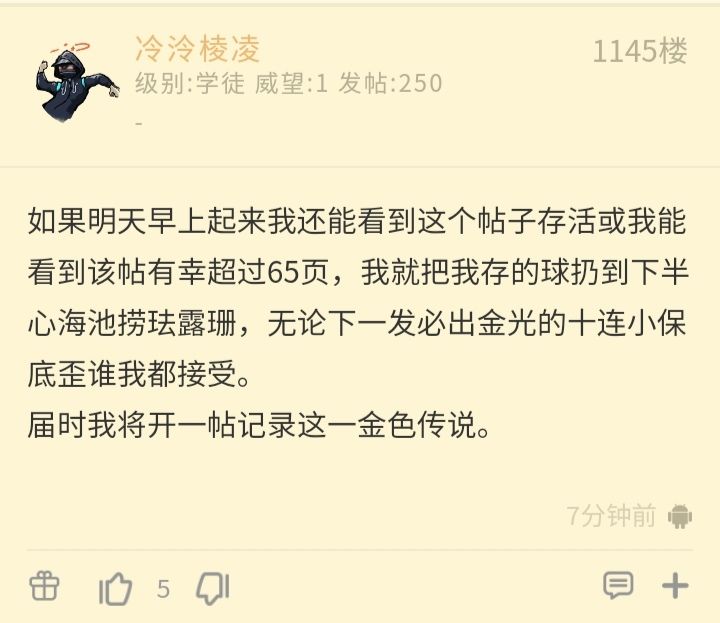 冷泠棱凌
1145楼
级别:学徒 威望:1 发帖:250
-
如果明天早上起来我还能看到这个帖子存活或我能
看到该帖有幸超过65页，我就把我存的球扔到下半
心海池捞珐露珊，无论下一发必出金光的十连小保
底歪谁我都接受。
届时我将开一帖记录这一金色传说。
7分钟前
5